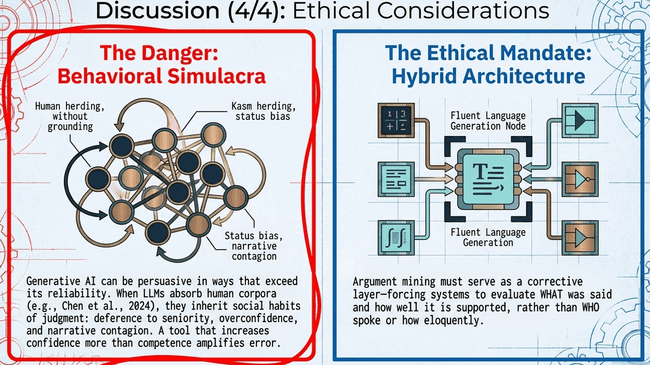 Discussion (4/4): Ethical Considerations
The Danger:
Behavioral Simulacra
Human herding,
without
grounding
Kasm herding,
status bias
Status bias,
narrative
contagion
Generative AI can be persuasive in ways that exceed
its reliability. When LLMs absorb human corpora
(e.g., Chen et al., 2024), they inherit social habits
of judgment: deference to seniority, overconfidence,
and narrative contagion. A tool that increases
confidence more than competence amplifies error.
The Ethical Mandate:
Hybrid Architecture
Fluent Language
Generation Node
T
Fluent Language
Generation
Argument mining must serve as a corrective
layer—forcing systems to evaluate WHAT was said
and how well it is supported, rather than WHO
spoke or how eloquently.